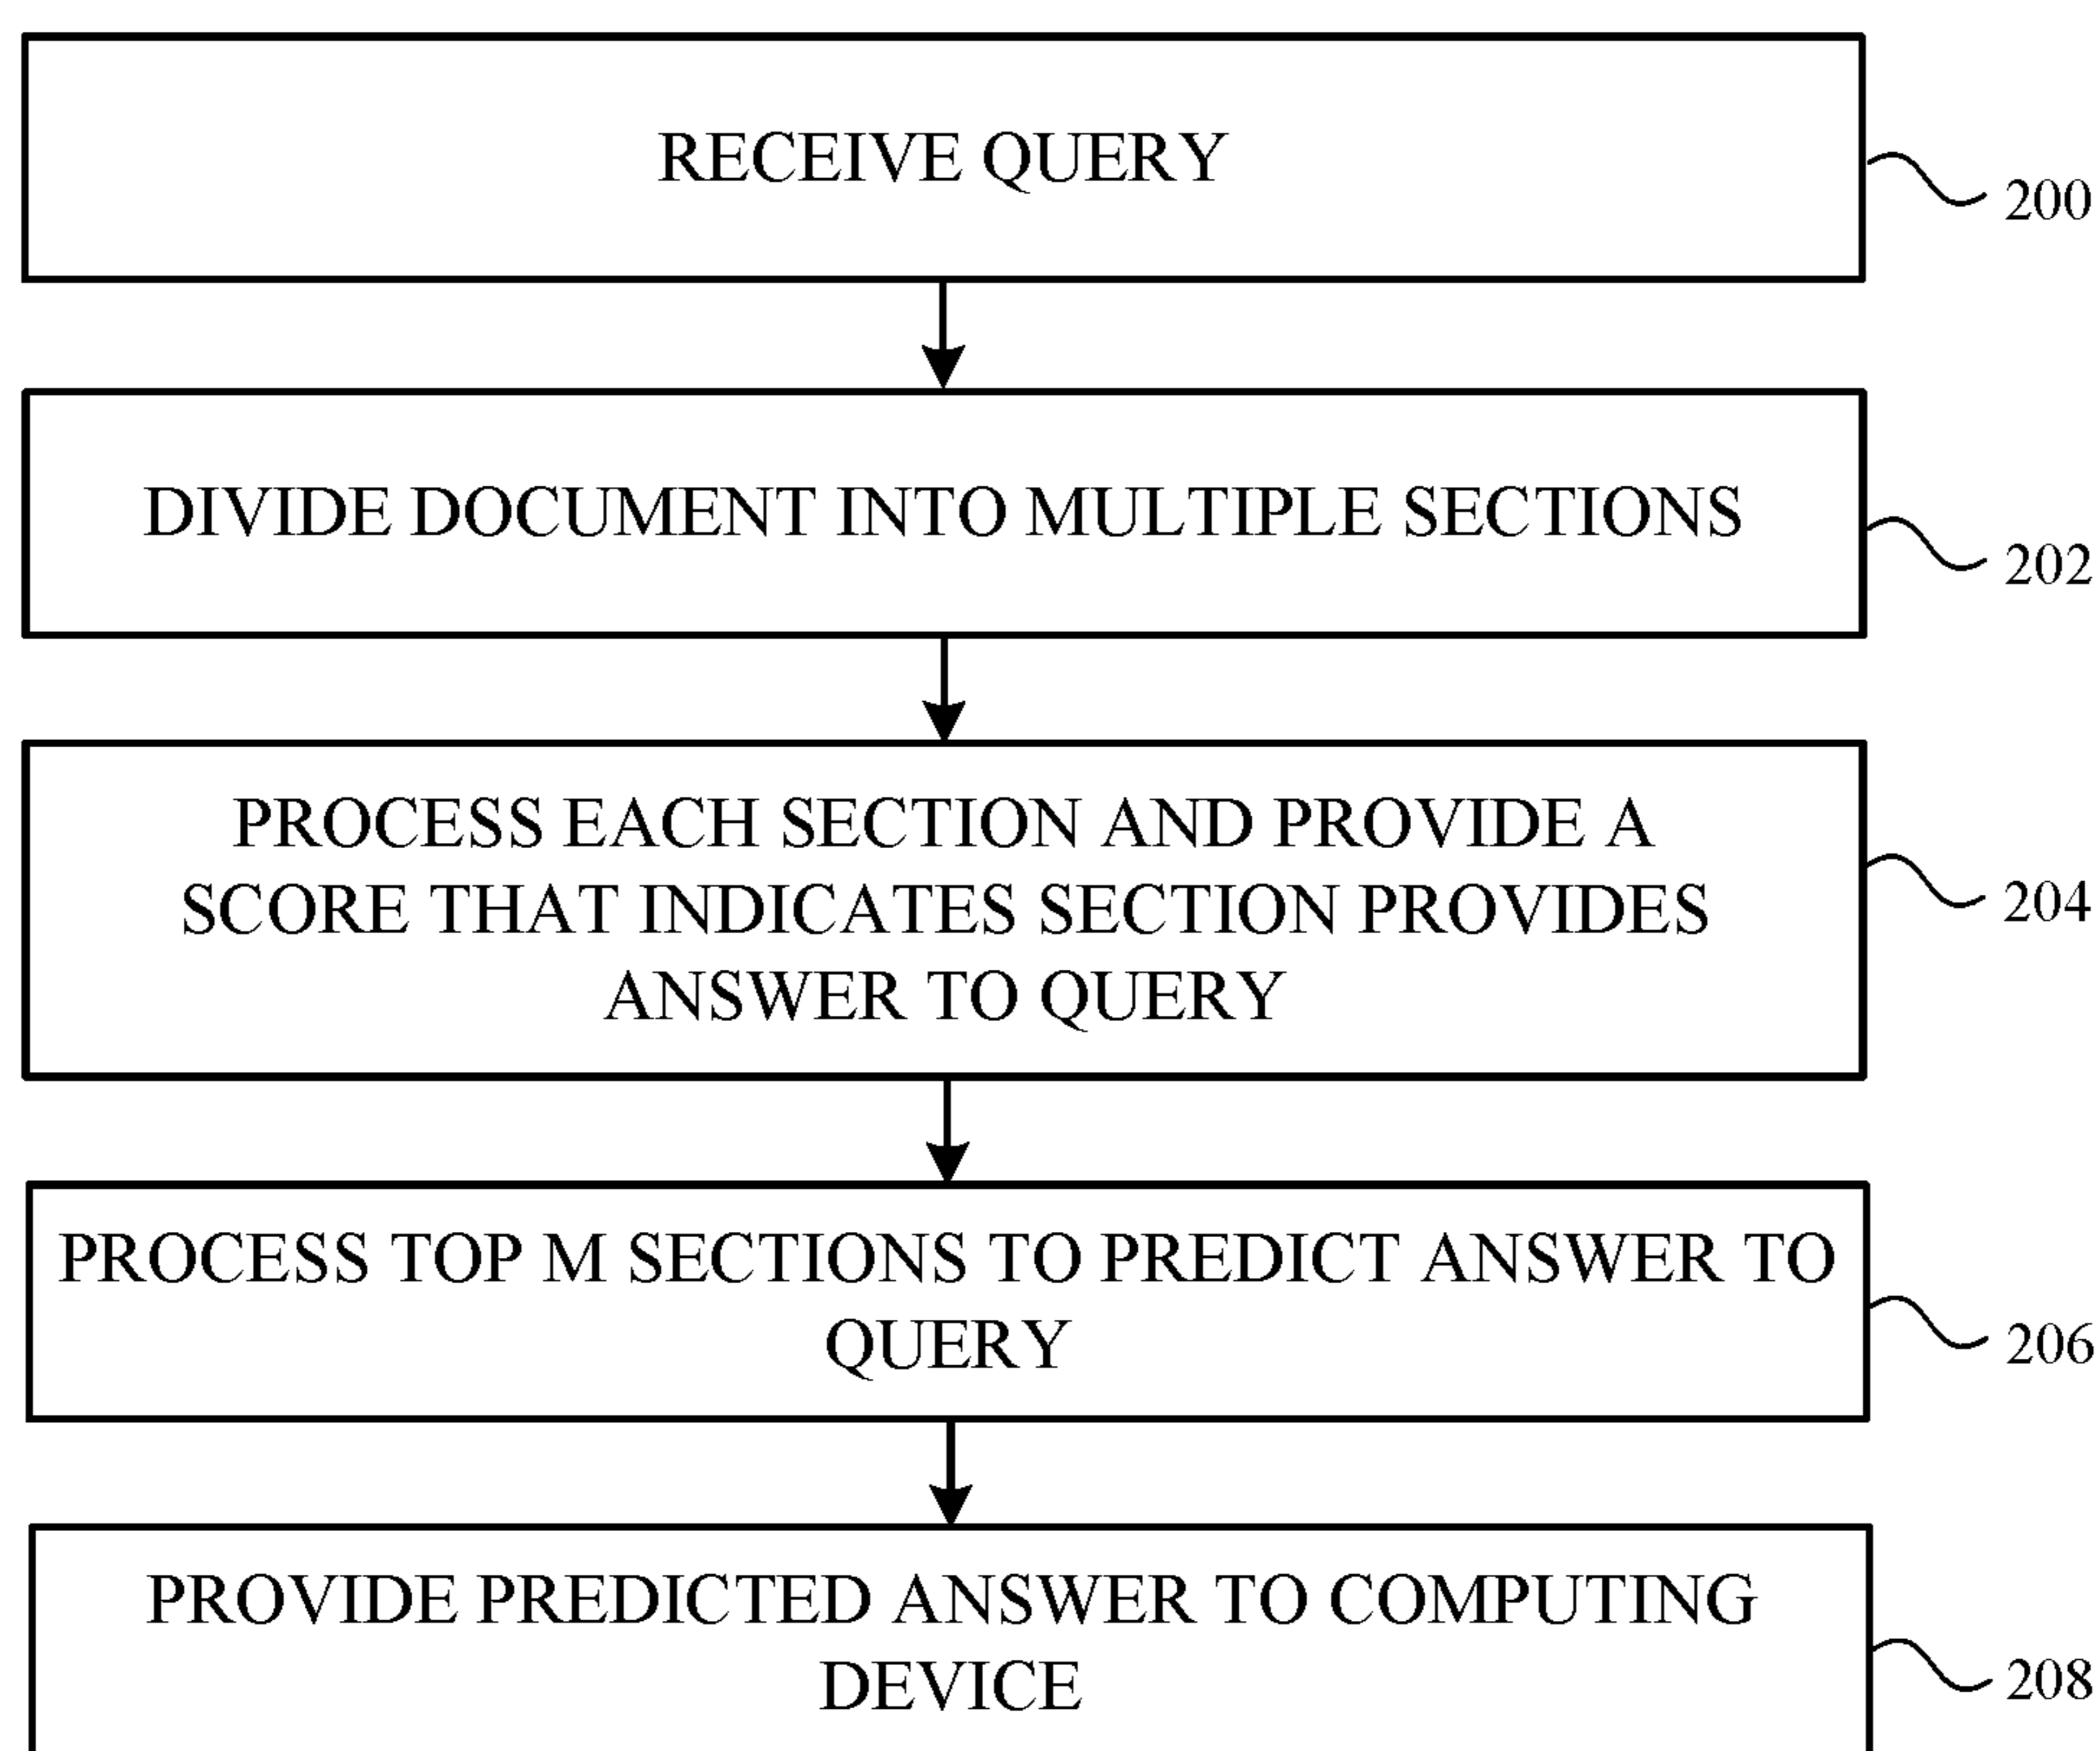 RECEIVE QUERY
200
DIVIDE DOCUMENT INTO MULTIPLE SECTIONS
202
PROCESS EACH SECTION AND PROVIDE A
SCORE THAT INDICATES SECTION PROVIDES
ANSWER TO QUERY
204
PROCESS TOP M SECTIONS TO PREDICT ANSWER TO
QUERY
206
PROVIDE PREDICTED ANSWER TO COMPUTING
DEVICE
208